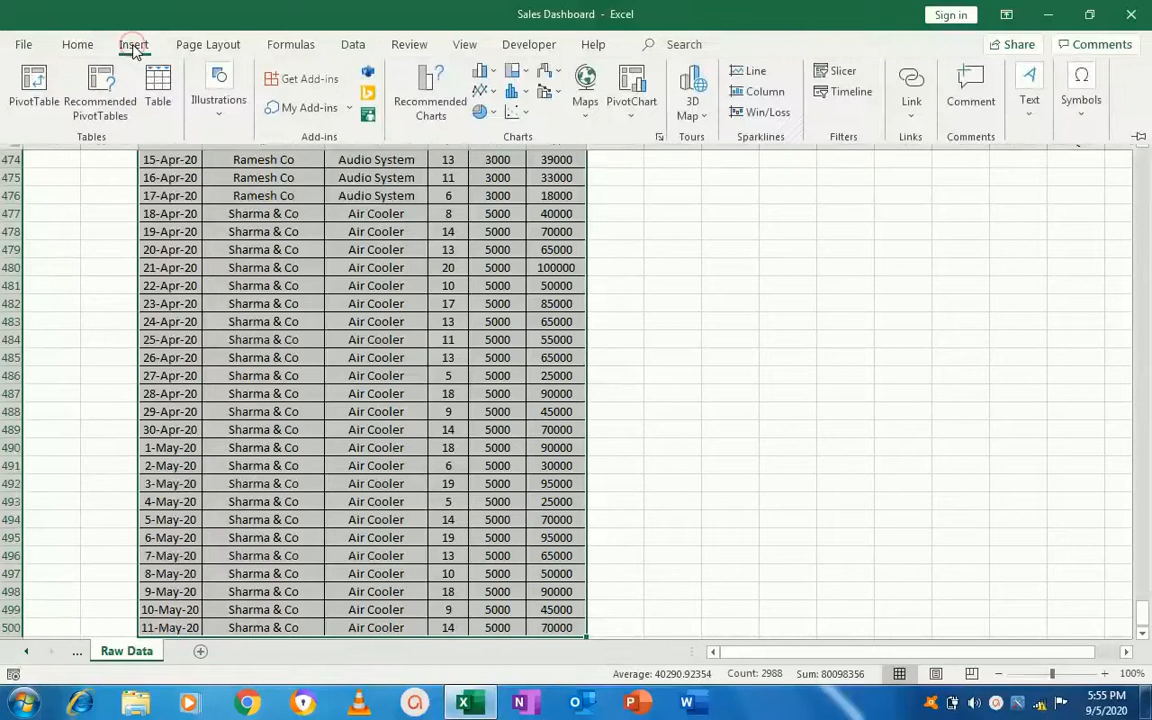 Sales Dashboard - Excel
Sign in
File Home Insert Page Layout Formulas Data Review View Developer Help Search Share Comments
PivotTable Recommended PivotTables Table Illustrations Get Add-ins My Add-ins Recommended Charts Maps PivotChart 3D Map Line Column Win/Loss Slicer Timeline Link Comment Text Symbols
Tables Add-ins Charts Tours Sparklines Filters Links Comments
474 15-Apr-20 Ramesh Co Audio System 13 3000 39000
475 16-Apr-20 Ramesh Co Audio System 11 3000 33000
476 17-Apr-20 Ramesh Co Audio System 6 3000 18000
477 18-Apr-20 Sharma & Co Air Cooler 8 5000 40000
478 19-Apr-20 Sharma & Co Air Cooler 14 5000 70000
479 20-Apr-20 Sharma & Co Air Cooler 13 5000 65000
480 21-Apr-20 Sharma & Co Air Cooler 20 5000 100000
481 22-Apr-20 Sharma & Co Air Cooler 10 5000 50000
482 23-Apr-20 Sharma & Co Air Cooler 17 5000 85000
483 24-Apr-20 Sharma & Co Air Cooler 13 5000 65000
484 25-Apr-20 Sharma & Co Air Cooler 11 5000 55000
485 26-Apr-20 Sharma & Co Air Cooler 13 5000 65000
486 27-Apr-20 Sharma & Co Air Cooler 5 5000 25000
487 28-Apr-20 Sharma & Co Air Cooler 18 5000 90000
488 29-Apr-20 Sharma & Co Air Cooler 9 5000 45000
489 30-Apr-20 Sharma & Co Air Cooler 14 5000 70000
490 1-May-20 Sharma & Co Air Cooler 18 5000 90000
491 2-May-20 Sharma & Co Air Cooler 6 5000 30000
492 3-May-20 Sharma & Co Air Cooler 19 5000 95000
493 4-May-20 Sharma & Co Air Cooler 5 5000 25000
494 5-May-20 Sharma & Co Air Cooler 14 5000 70000
495 6-May-20 Sharma & Co Air Cooler 19 5000 95000
496 7-May-20 Sharma & Co Air Cooler 13 5000 65000
497 8-May-20 Sharma & Co Air Cooler 10 5000 50000
498 9-May-20 Sharma & Co Air Cooler 18 5000 90000
499 10-May-20 Sharma & Co Air Cooler 9 5000 45000
500 11-May-20 Sharma & Co Air Cooler 14 5000 70000
... Raw Data
Average: 40290.92354 Count: 2988 Sum: 80098356 100%
5:55 PM
9/5/2020